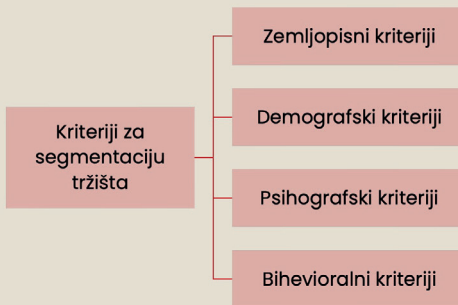 Kriteriji za
segmentaciju
tržišta
Zemljopisni kriteriji
Demografski kriteriji
Psihografski kriteriji
Bihevioralni kriteriji